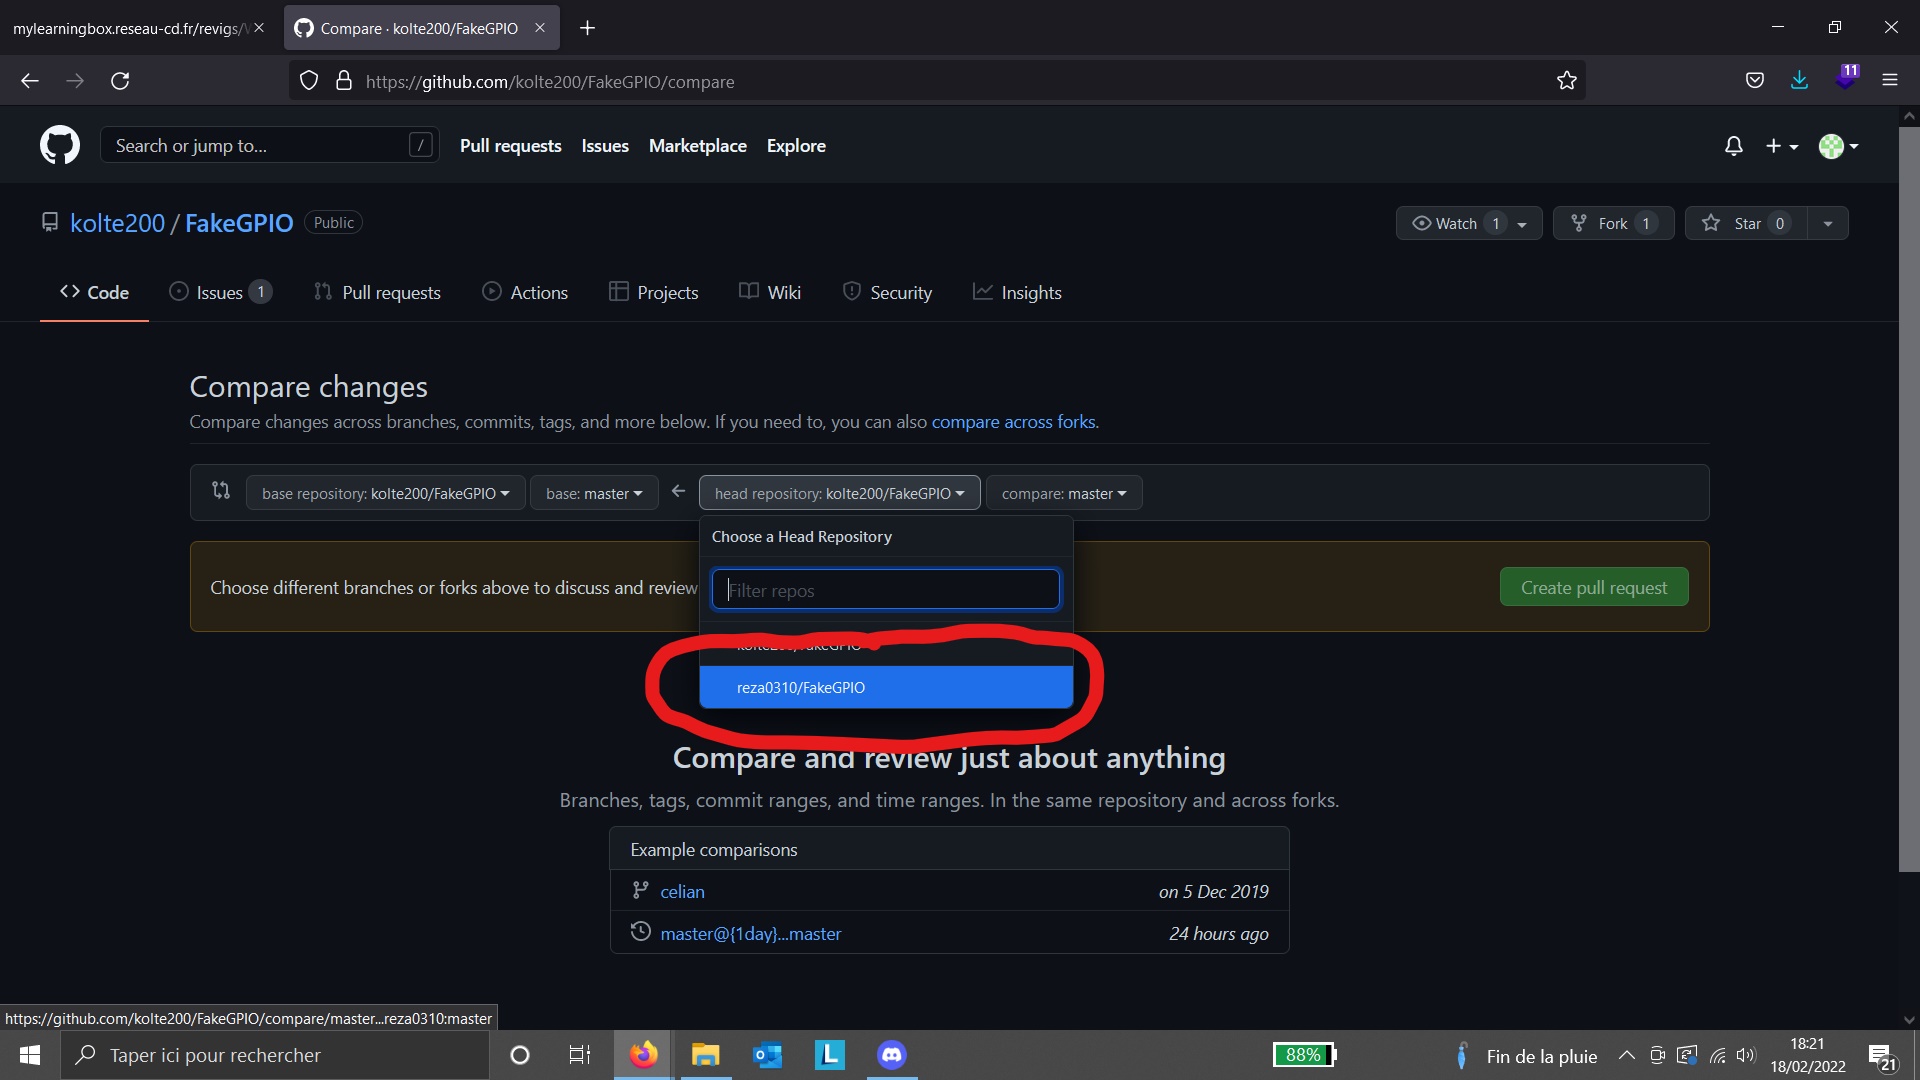 mylearningbox.reseau-cd.fr/revigs/
Compare · kolte200/FakeGPIO
https://github.com/kolte200/FakeGPIO/compare
11
Search or jump to...
/
Pull requests
Issues
Marketplace
Explore
kolte200 / FakeGPIO
Public
Watch 1
Fork 1
Star 0
Code
Issues 1
Pull requests
Actions
Projects
Wiki
Security
Insights
Compare changes
Compare changes across branches, commits, tags, and more below. If you need to, you can also compare across forks.
base repository: kolte200/FakeGPIO
base: master
head repository: kolte200/FakeGPIO
compare: master
Choose a Head Repository
Choose different branches or forks above to discuss and review
Filter repos
Create pull request
kolte200/FakeGPIO
reza0310/FakeGPIO
Compare and review just about anything
Branches, tags, commit ranges, and time ranges. In the same repository and across forks.
Example comparisons
celian
on 5 Dec 2019
master@{1day}...master
24 hours ago
https://github.com/kolte200/FakeGPIO/compare/master...reza0310:master
Taper ici pour rechercher
L
88%
Fin de la pluie
18:21
18/02/2022
21